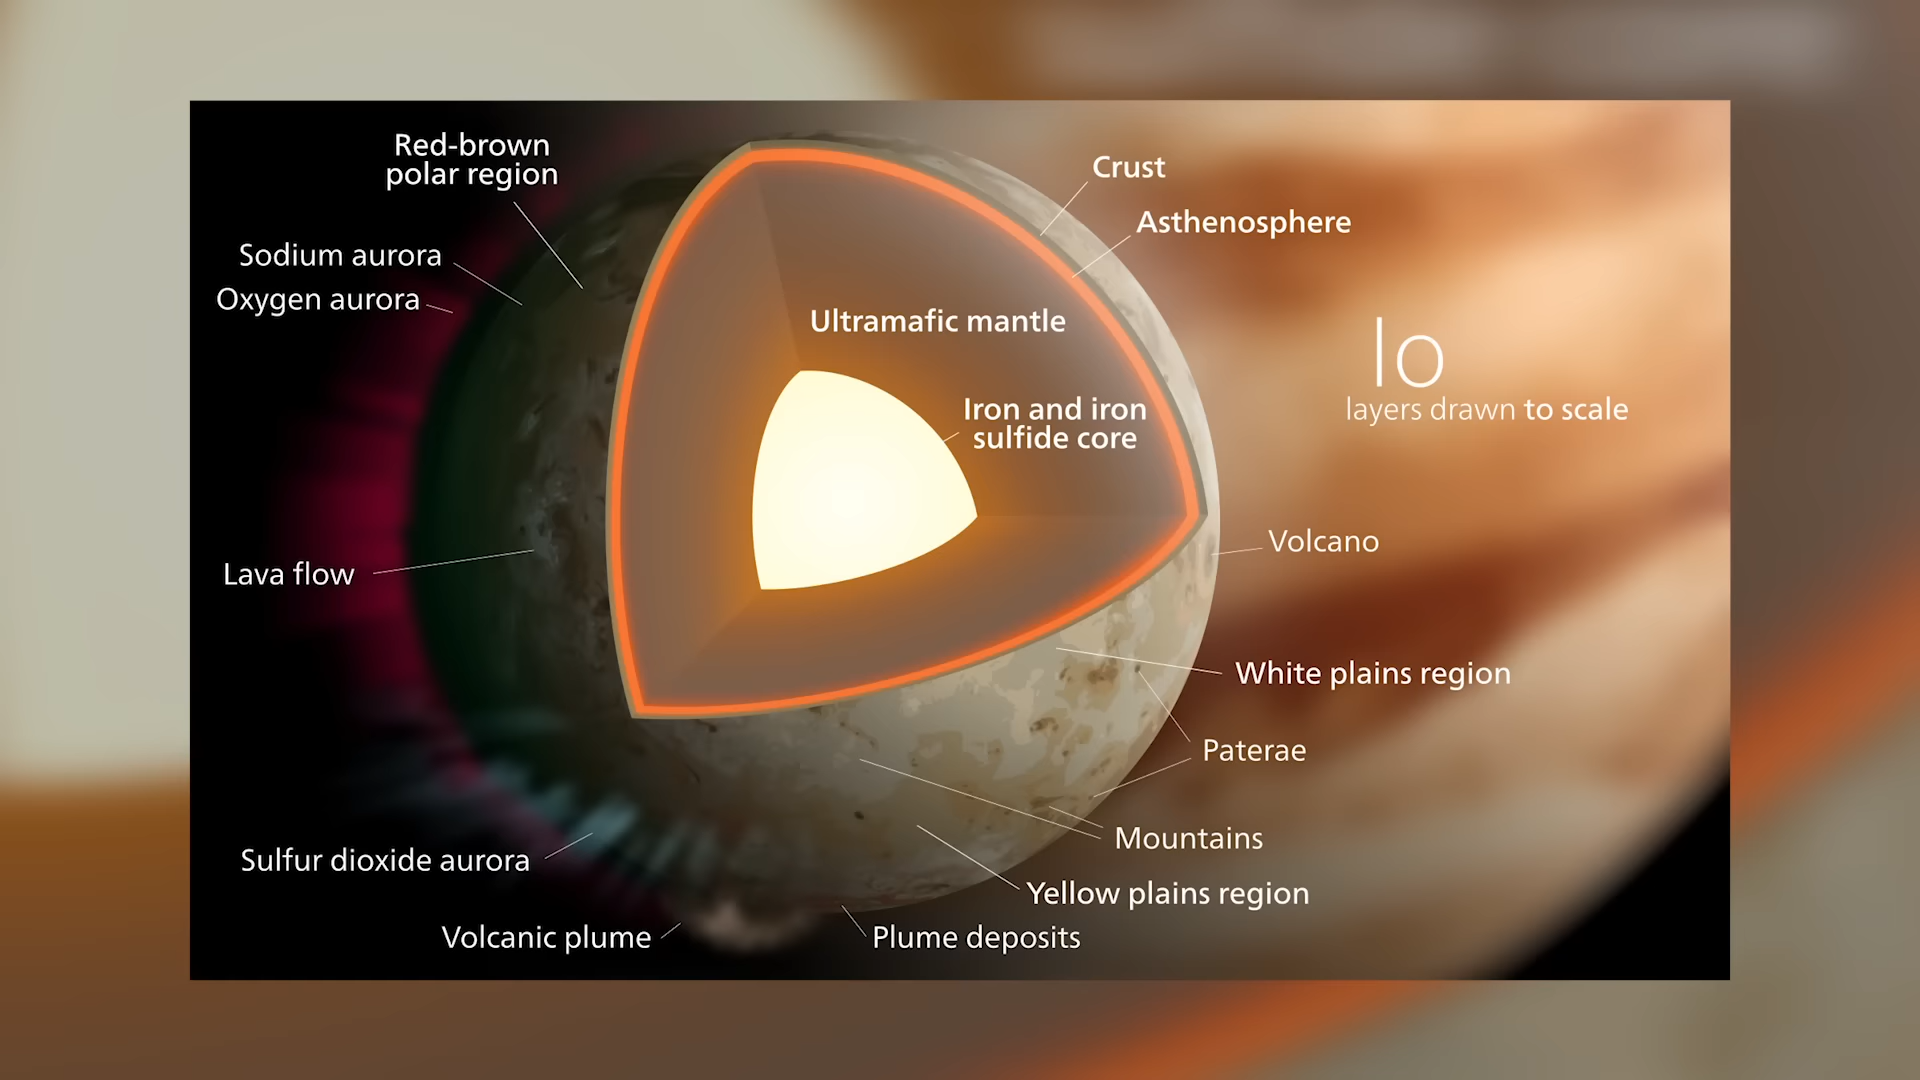 Red-brown
polar region
Sodium aurora
Oxygen aurora
Lava flow
Sulfur dioxide aurora
Volcanic plume
Crust
Asthenosphere
Ultramafic mantle
Iron and iron
sulfide core
Io
layers drawn to scale
Volcano
White plains region
Paterae
Mountains
Yellow plains region
Plume deposits